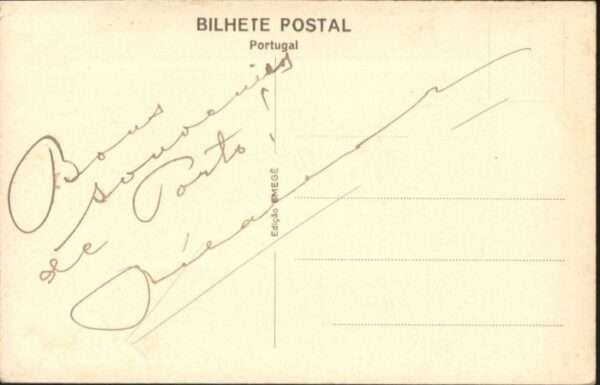 BILHETE POSTAL
Portugal
Bons
souvenirs
de Porto!
Edição EMEGÊ